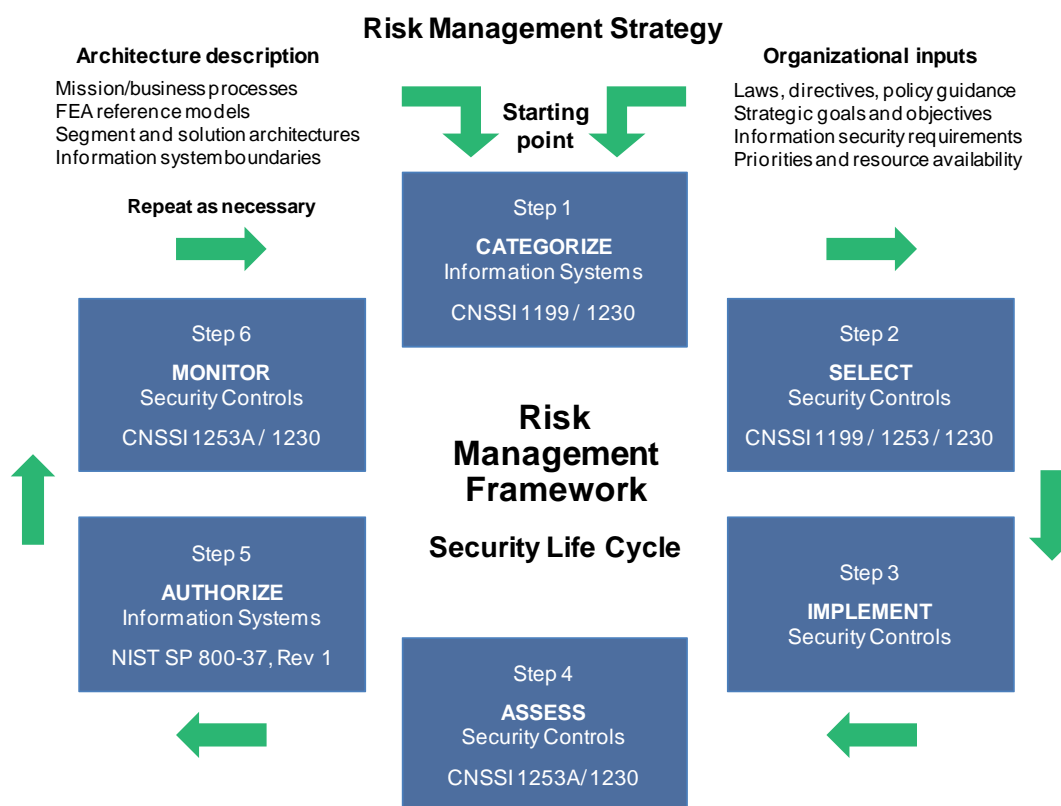 Risk Management Strategy
Architecture description
Mission/business processes
FEA reference models
Segment and solution architectures
Information system boundaries
Organizational inputs
Laws, directives, policy guidance
Strategic goals and objectives
Information security requirements
Priorities and resource availability
Starting
point
Repeat as necessary
Step 1
CATEGORIZE
Information Systems
CNSSI 1199 / 1230
Step 2
SELECT
Security Controls
CNSSI 1199 / 1253 / 1230
Step 3
IMPLEMENT
Security Controls
Step 4
ASSESS
Security Controls
CNSSI 1253A/ 1230
Step 5
AUTHORIZE
Information Systems
NIST SP 800-37, Rev 1
Step 6
MONITOR
Security Controls
CNSSI 1253A / 1230
Risk
Management
Framework
Security Life Cycle